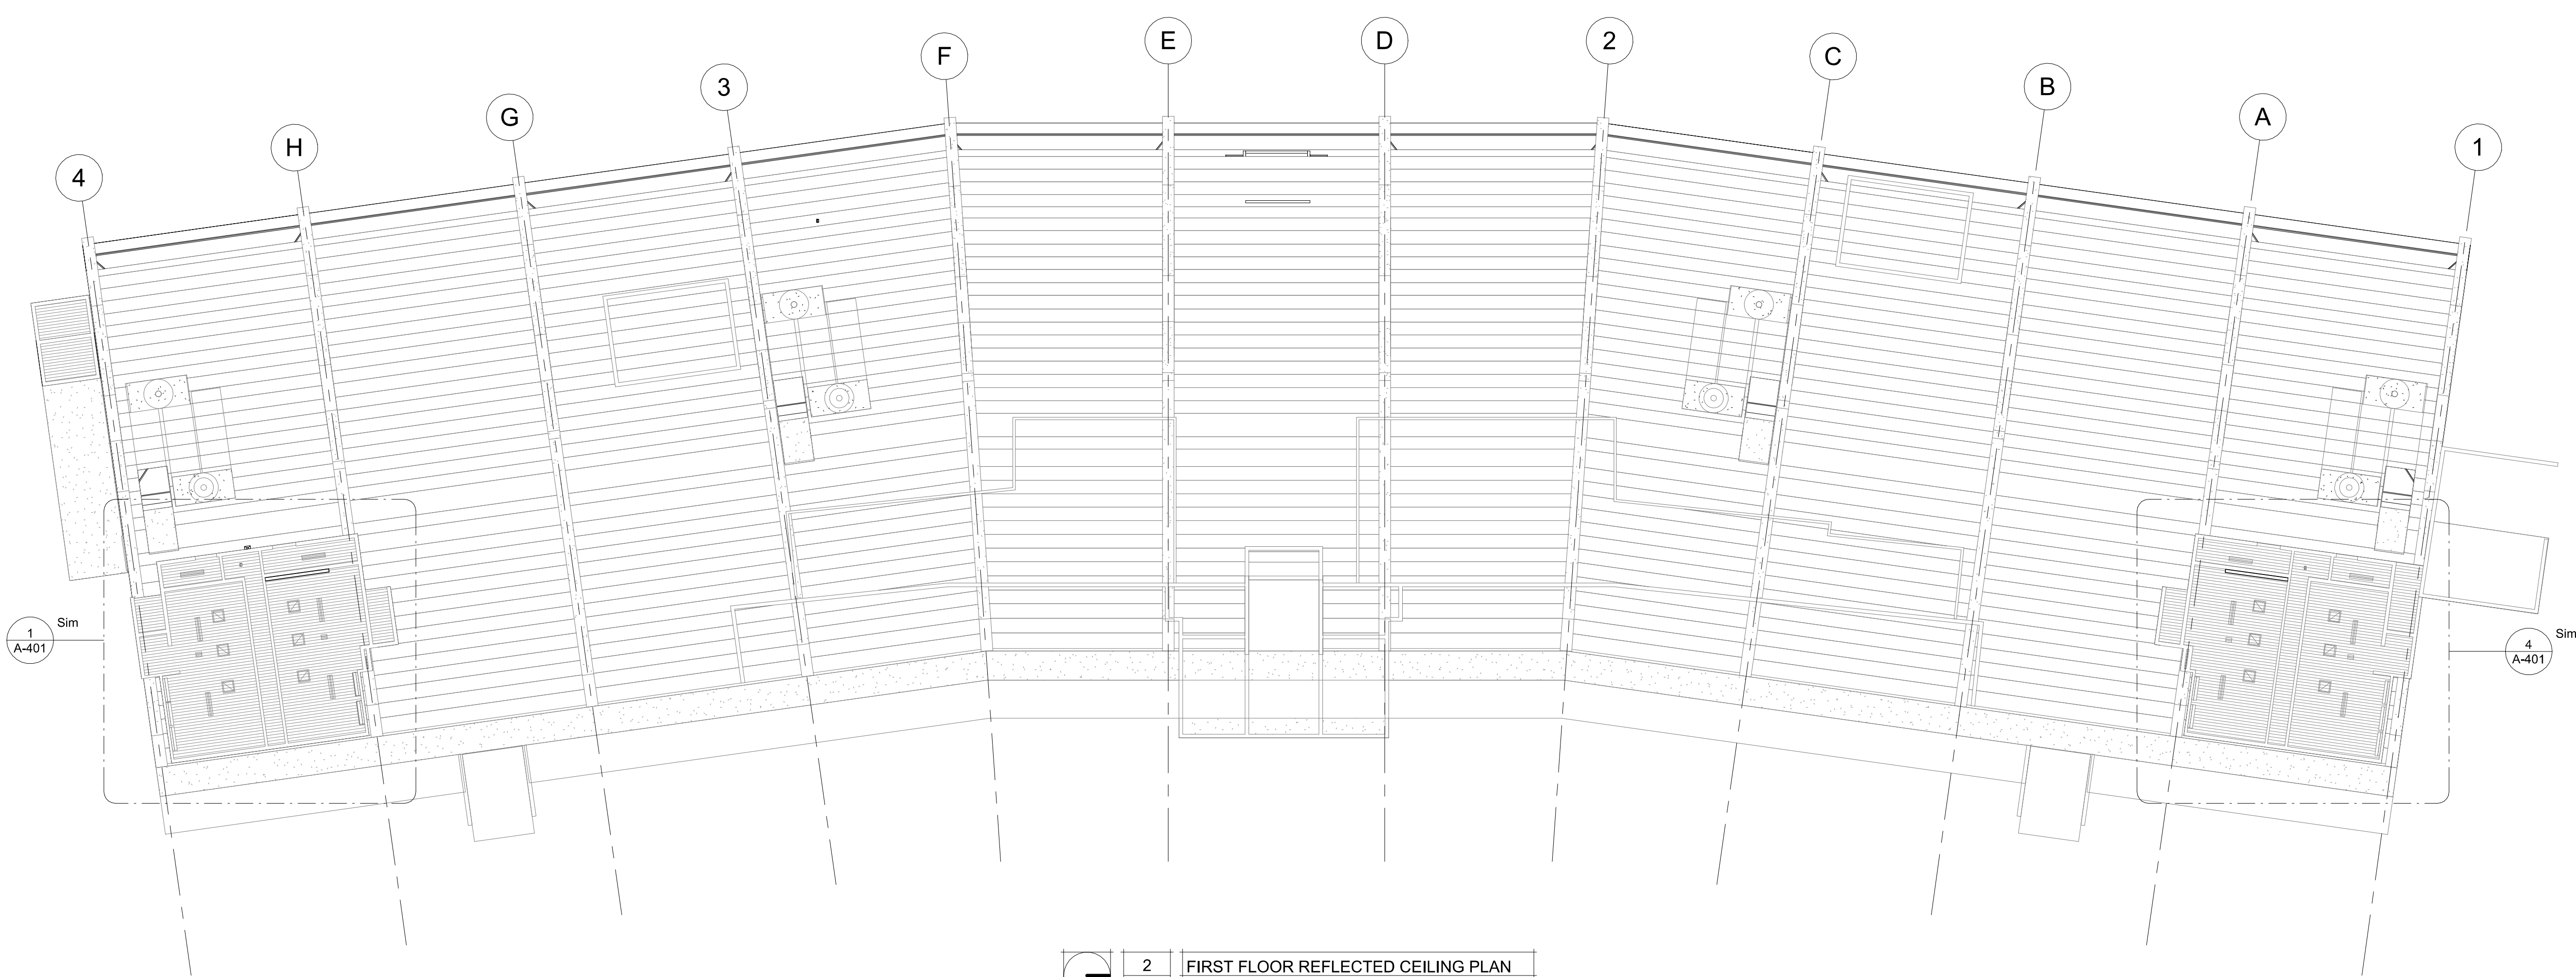 4
H
G
3
F
E
D
2
C
B
A
1
1
A-401
Sim
4
A-401
Sim
2
FIRST FLOOR REFLECTED CEILING PLAN